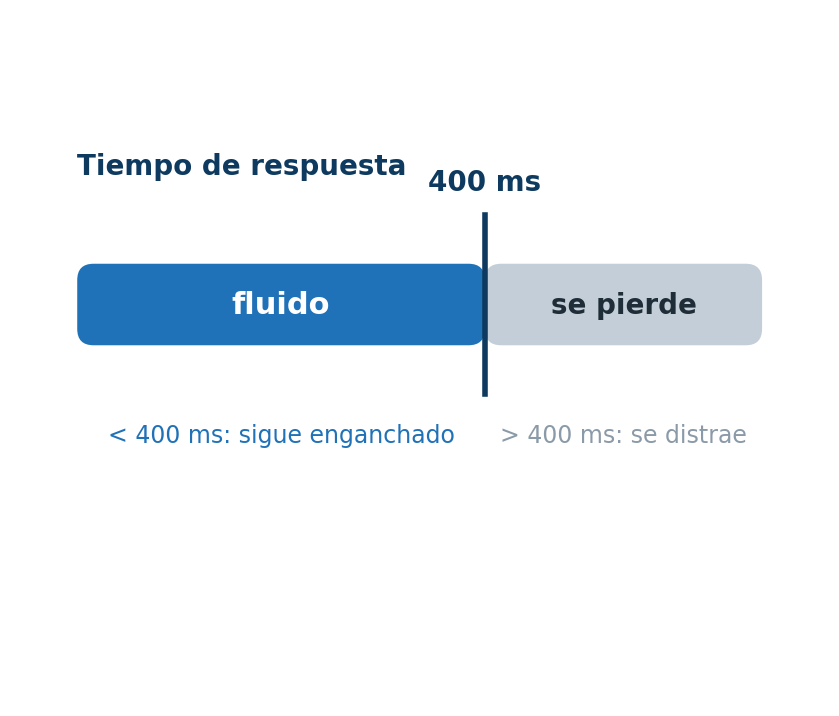 Tiempo de respuesta
400 ms
fluido
se pierde
< 400 ms: sigue enganchado
> 400 ms: se distrae